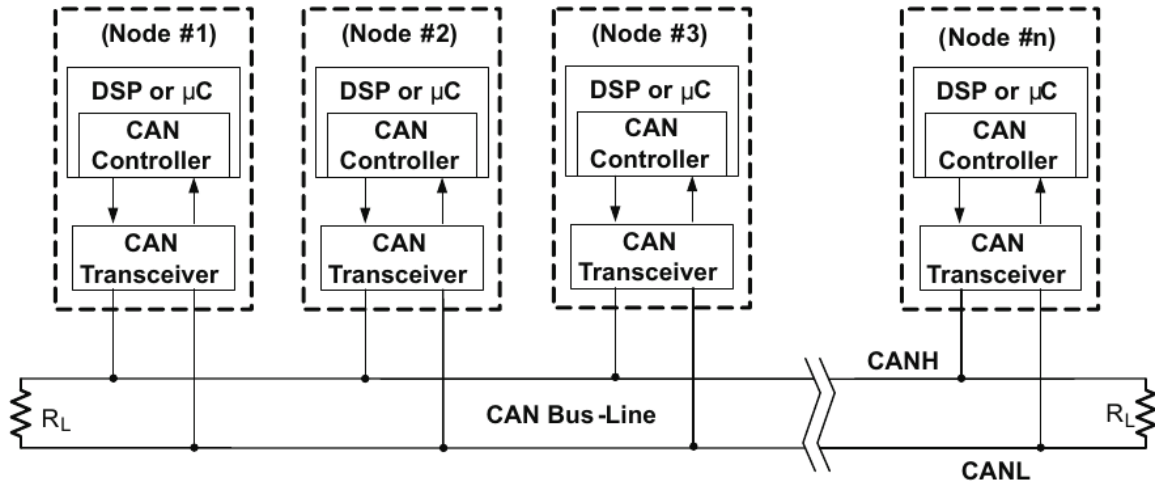 (Node #1)
DSP or µC
CAN
Controller
CAN
Transceiver
(Node #2)
DSP or µC
CAN
Controller
CAN
Transceiver
(Node #3)
DSP or µC
CAN
Controller
CAN
Transceiver
(Node #n)
DSP or µC
CAN
Controller
CAN
Transceiver
CANH
RL
CAN Bus-Line
RL
CANL